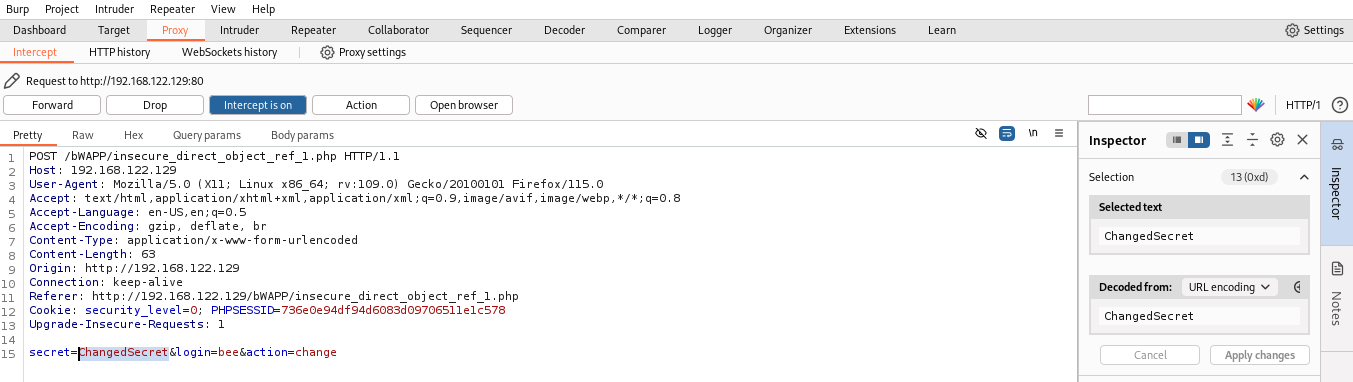 Burp Project Intruder Repeater View Help
Dashboard Target Proxy Intruder Repeater Collaborator Sequencer Decoder Comparer Logger Organizer Extensions Learn Settings
Intercept HTTP history WebSockets history Proxy settings
Request to http://192.168.122.129:80
Forward Drop Intercept is on Action Open browser HTTP/1 ?
Pretty Raw Hex Query params Body params \n
Inspector
Selection 13 (0xd)
Selected text
ChangedSecret
Decoded from: URL encoding
ChangedSecret
Cancel Apply changes
Inspector
Notes
1 POST /bWAPP/insecure_direct_object_ref_1.php HTTP/1.1
2 Host: 192.168.122.129
3 User-Agent: Mozilla/5.0 (X11; Linux x86_64; rv:109.0) Gecko/20100101 Firefox/115.0
4 Accept: text/html,application/xhtml+xml,application/xml;q=0.9,image/avif,image/webp,*/*;q=0.8
5 Accept-Language: en-US,en;q=0.5
6 Accept-Encoding: gzip, deflate, br
7 Content-Type: application/x-www-form-urlencoded
8 Content-Length: 63
9 Origin: http://192.168.122.129
10 Connection: keep-alive
11 Referer: http://192.168.122.129/bWAPP/insecure_direct_object_ref_1.php
12 Cookie: security_level=0; PHPSESSID=736e0e94df94d6083d09706511e1c578
13 Upgrade-Insecure-Requests: 1
14
15 secret=ChangedSecret&login=bee&action=change